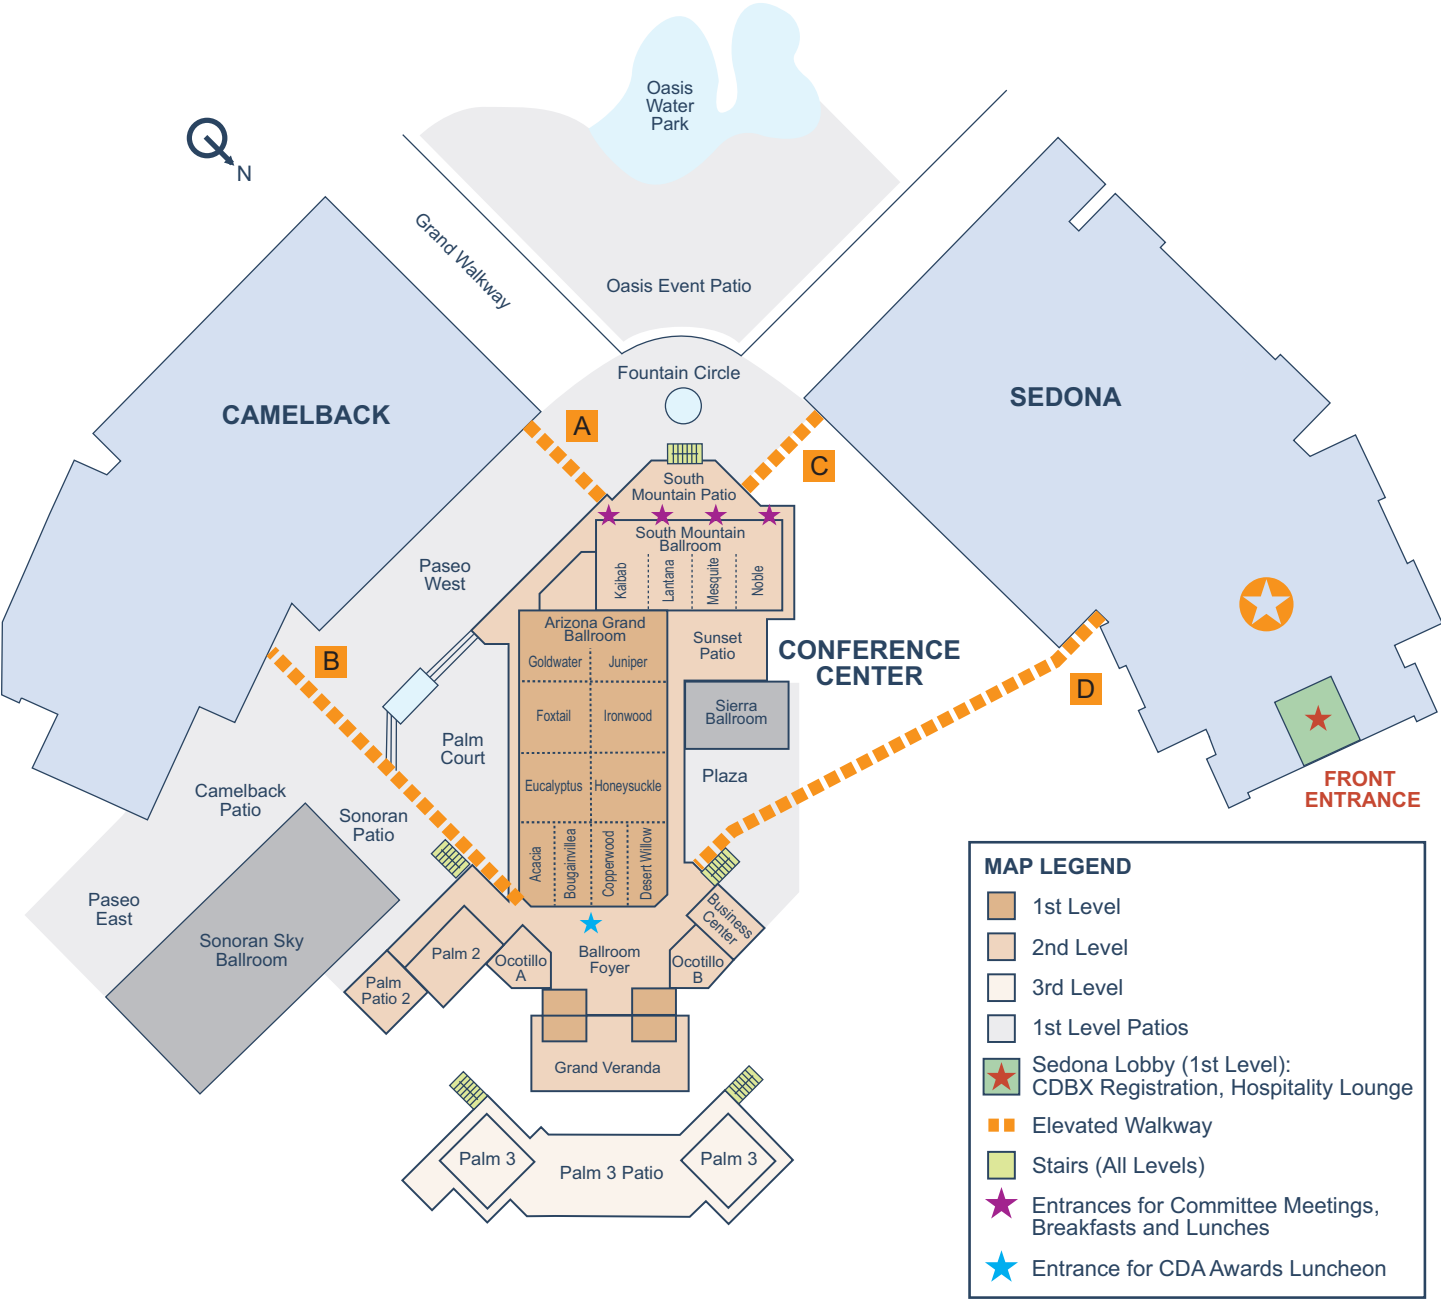 Oasis
Water
Park
N
Grand Walkway
Oasis Event Patio
Fountain Circle
CAMELBACK
SEDONA
A
C
South
Mountain Patio
South Mountain
Ballroom
Kaibab
Lantana
Mesquite
Noble
Paseo
West
Arizona Grand
Ballroom
Goldwater
Juniper
Sunset
Patio
CONFERENCE
CENTER
B
D
Foxtail
Ironwood
Sierra
Ballroom
Palm
Court
Eucalyptus
Honeysuckle
Plaza
Camelback
Patio
Sonoran
Patio
FRONT
ENTRANCE
Acacia
Bougainvillea
Copperwood
Desert Willow
Paseo
East
Sonoran Sky
Ballroom
Business
Center
Palm 2
Ocotillo
A
Ballroom
Foyer
Ocotillo
B
Palm
Patio 2
Grand Veranda
Palm 3
Palm 3 Patio
Palm 3
MAP LEGEND
1st Level
2nd Level
3rd Level
1st Level Patios
Sedona Lobby (1st Level):
CDBX Registration, Hospitality Lounge
Elevated Walkway
Stairs (All Levels)
Entrances for Committee Meetings,
Breakfasts and Lunches
Entrance for CDA Awards Luncheon